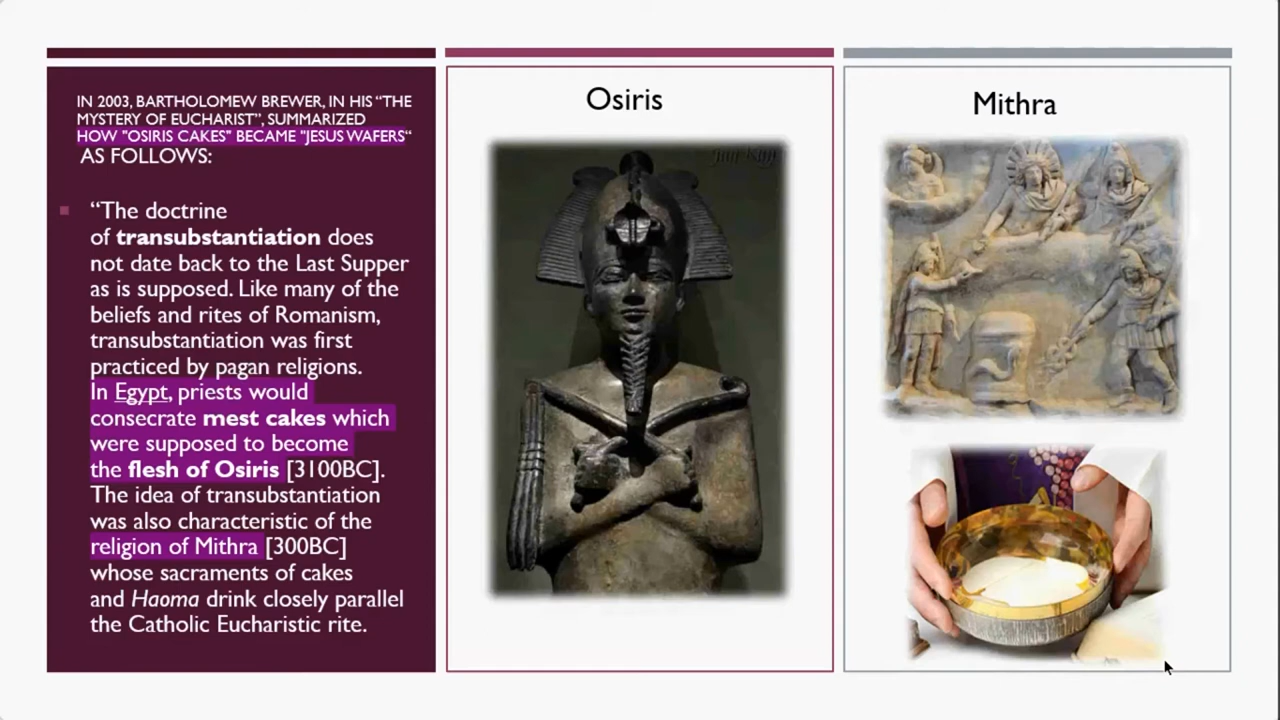 IN 2003, BARTHOLOMEW BREWER, IN HIS “THE
MYSTERY OF EUCHARIST”, SUMMARIZED
HOW "OSIRIS CAKES" BECAME "JESUS WAFERS“
AS FOLLOWS:
“The doctrine
of transubstantiation does
not date back to the Last Supper
as is supposed. Like many of the
beliefs and rites of Romanism,
transubstantiation was first
practiced by pagan religions.
In Egypt, priests would
consecrate mest cakes which
were supposed to become
the flesh of Osiris [3100BC].
The idea of transubstantiation
was also characteristic of the
religion of Mithra [300BC]
whose sacraments of cakes
and Haoma drink closely parallel
the Catholic Eucharistic rite.
Osiris
Mithra